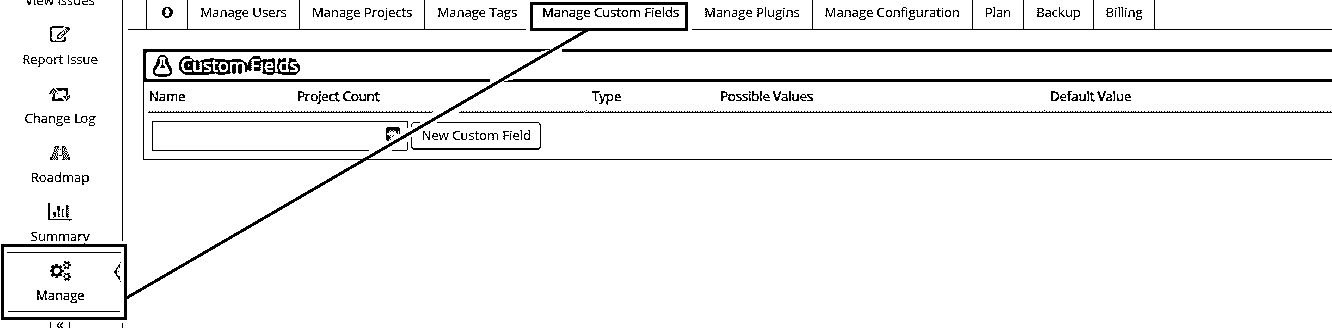 View Issues
Report Issue
Change Log
Roadmap
Summary
Manage
Manage Users Manage Projects Manage Tags Manage Custom Fields Manage Plugins Manage Configuration Plan Backup Billing
Custom Fields
Name Project Count Type Possible Values Default Value
New Custom Field